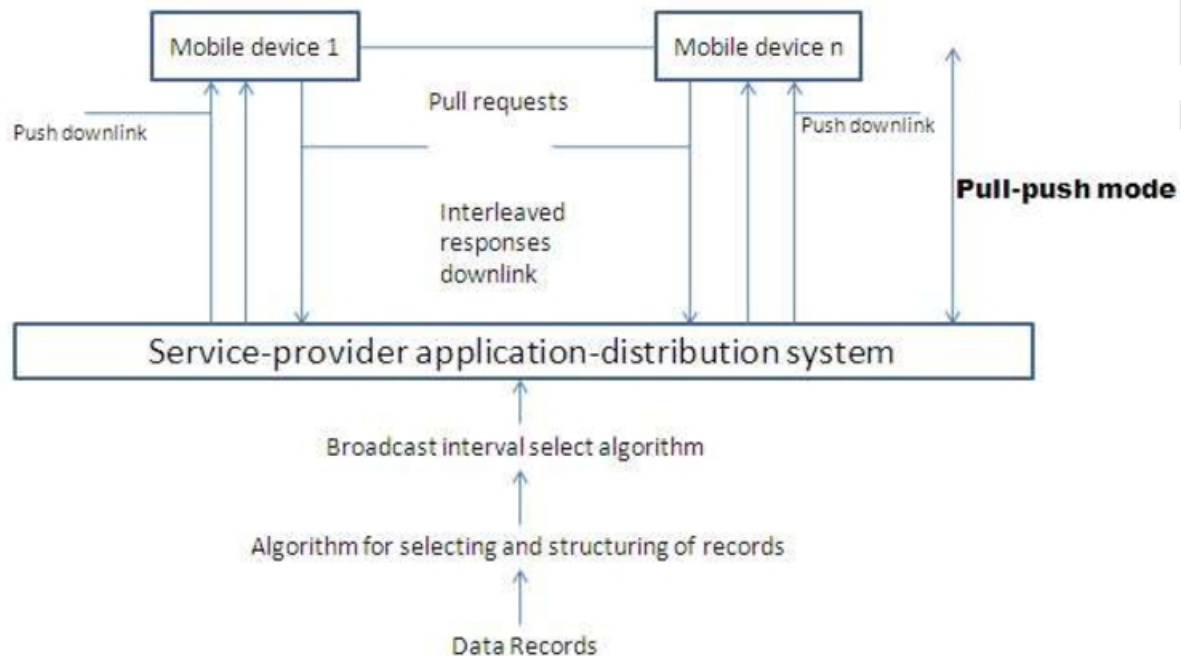 Mobile device 1
Mobile device n
Pull requests
Push downlink
Push downlink
Pull-push mode
Interleaved
responses
downlink
Service-provider application-distribution system
Broadcast interval select algorithm
Algorithm for selecting and structuring of records
Data Records